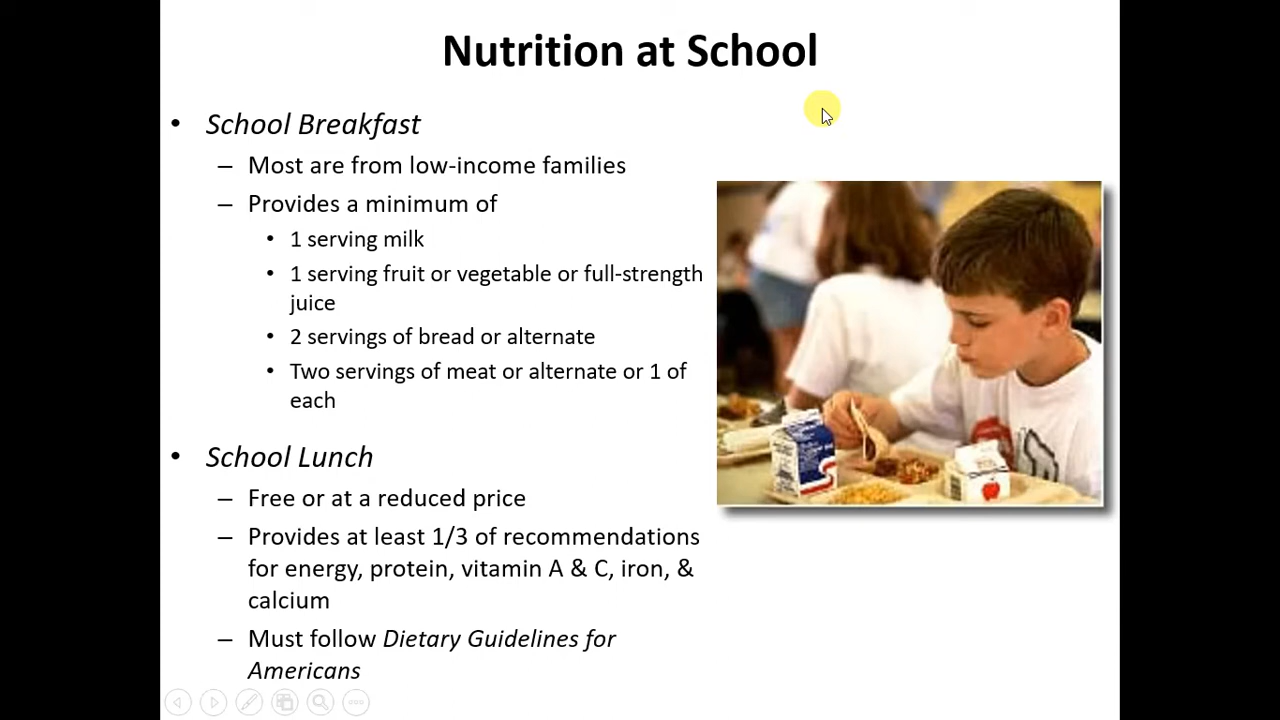 Nutrition at School
• School Breakfast
– Most are from low-income families
– Provides a minimum of
• 1 serving milk
• 1 serving fruit or vegetable or full-strength
juice
• 2 servings of bread or alternate
• Two servings of meat or alternate or 1 of
each
• School Lunch
– Free or at a reduced price
– Provides at least 1/3 of recommendations
for energy, protein, vitamin A & C, iron, &
calcium
– Must follow Dietary Guidelines for
Americans